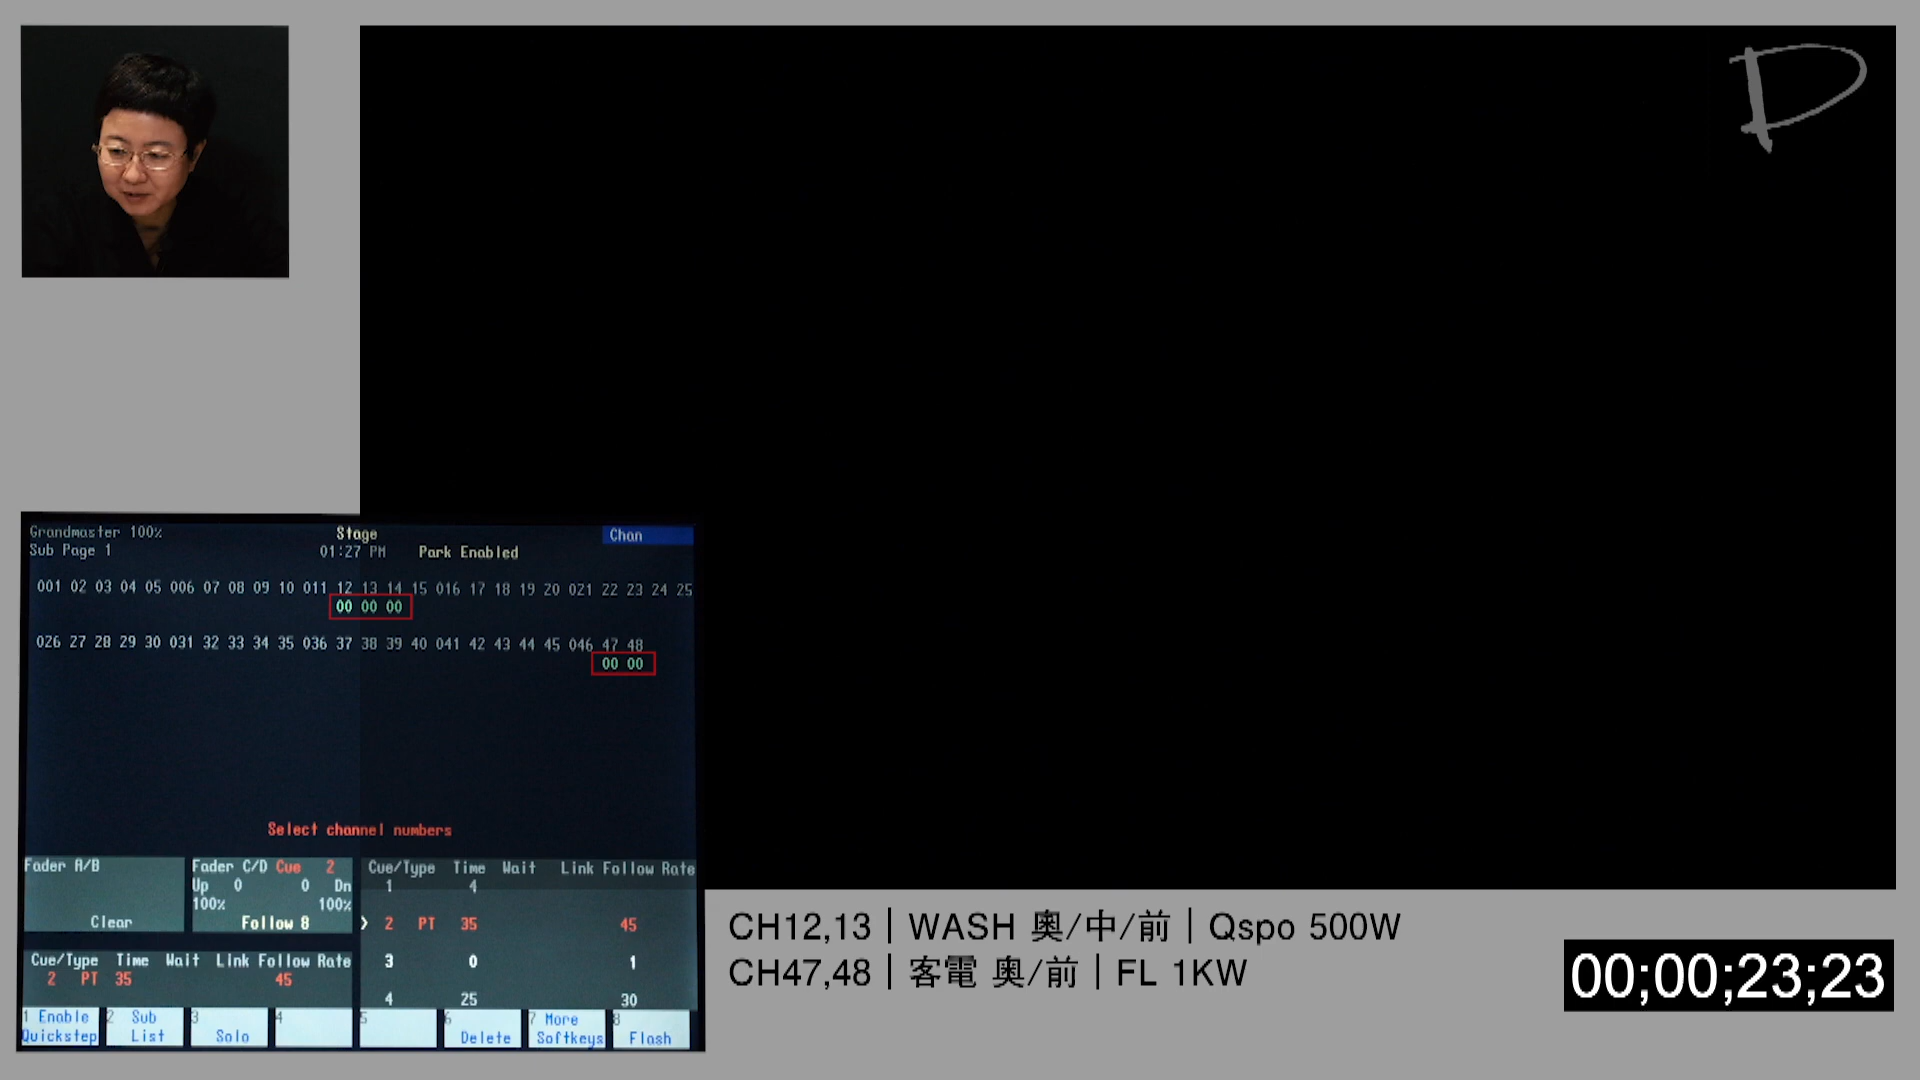 Grandmaster 100%
Stage
Chan
Sub Page 1
01:27 PM
Park Enabled
001 02 03 04 05 006 07 08 09 10 011 12 13 14 15 016 17 18 19 20 021 22 23 24 25
00 00 00
026 27 28 29 30 031 32 33 34 35 036 37 38 39 40 041 42 43 44 45 046 47 48
00 00
Select channel numbers
Fader A/B
Clear
Fader C/D Cue 2
Up 0 0 Dn
100% 100%
Follow 8
Cue/Type Time Wait Link Follow Rate
2 PT 35 45
Cue/Type Time Wait Link Follow Rate
1 4
> 2 PT 35 45
3 0 1
4 25 30
1 Enable Quickstep
2 Sub List
3 Solo
4
5
6 Delete
7 More Softkeys
8 Flash
CH12,13 | WASH 奥/中/前 | Qspo 500W
CH47,48 | 客電 奥/前 | FL 1KW
00;00;23;23
D